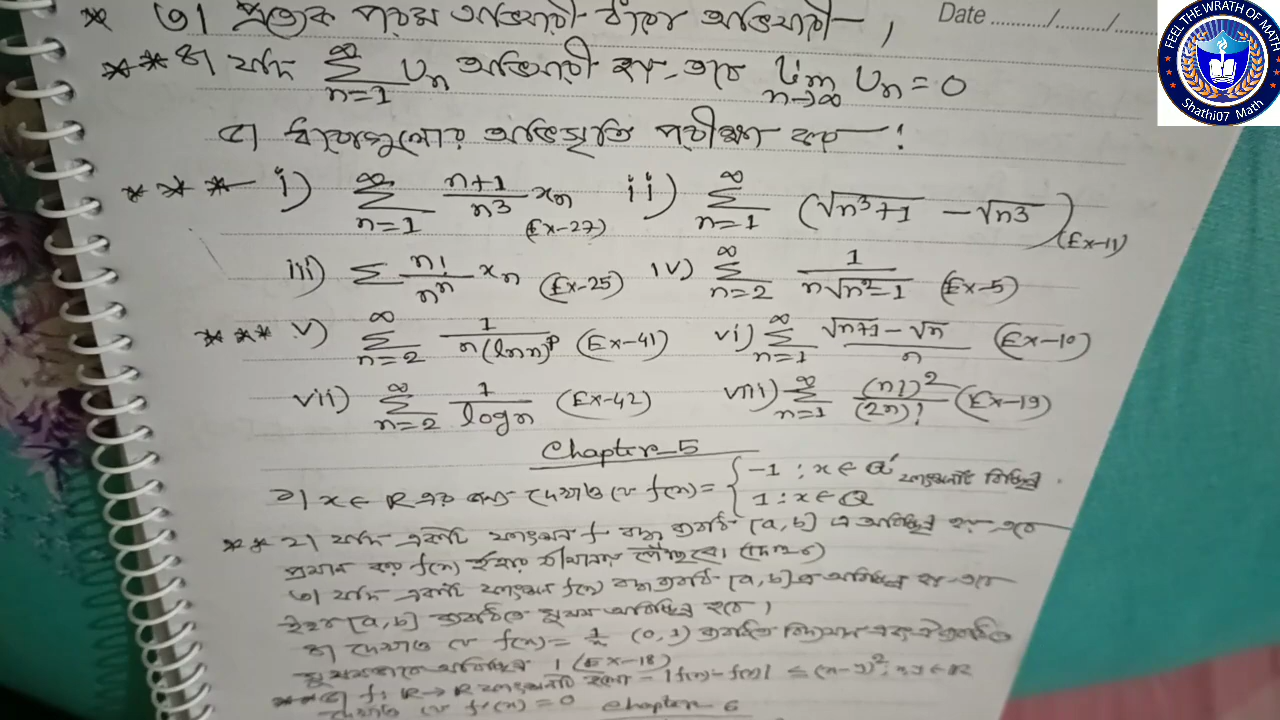 * ৩। প্রত্যেক পরম অভিসারী ধারা অভিসারী,
Date ........../........./.........
FEEL THE WRATH OF MATH
Shathi07 Math
** ৪। যদি ∑_{n=1}^{∞} Un অভিসারী হয় তবে lim_{n→∞} Un = 0
৫। ধারাগুলোর অভিসৃতি পরীক্ষা কর !
*** i) ∑_{n=1}^{∞} (n+1)/n³ xn (Ex-27) ii) ∑_{n=1}^{∞} (√n³+1 - √n³) (Ex-11)
iii) ∑ n!/nⁿ xn (Ex-25) iv) ∑_{n=2}^{∞} 1/(n√n²-1) (Ex-5)
*** v) ∑_{n=2}^{∞} 1/(n(lnn)^p) (Ex-41) vi) ∑_{n=1}^{∞} (√n+1 - √n)/n (Ex-10)
vii) ∑_{n=2}^{∞} 1/logn (Ex-42) viii) ∑_{n=1}^{∞} (n!)²/(2n)! (Ex-19)
Chapter-5
১। x ∈ R এর জন্য দেখাও যে f(x) = { -1 ; x ∈ Q′ ফাংশনটি বিচ্ছিন্ন
1 ; x ∈ Q
** ২। যদি একটি ফাংশন f বদ্ধ ব্যবধি [a, b] এ অবিচ্ছিন্ন হয় তবে
প্রমাণ কর f(x)
৩। যদি একটি ফাংশন f(x) বদ্ধ ব্যবধি [a, b] এ অবিচ্ছিন্ন হয় তবে
ইহা [a, b] ব্যবধিতে সুষম অবিচ্ছিন্ন হবে।
৪। দেখাও যে f(x) = 1/x (0, 1) ব্যবধিতে
অবিচ্ছিন্ন । (Ex-18)
** ৫। f: R→R ফাংশনটি - |f(x) - f(y)| ≤ (x-y)² ; x,y ∈ R
দেখাও যে f′(x) = 0 Chapter 6